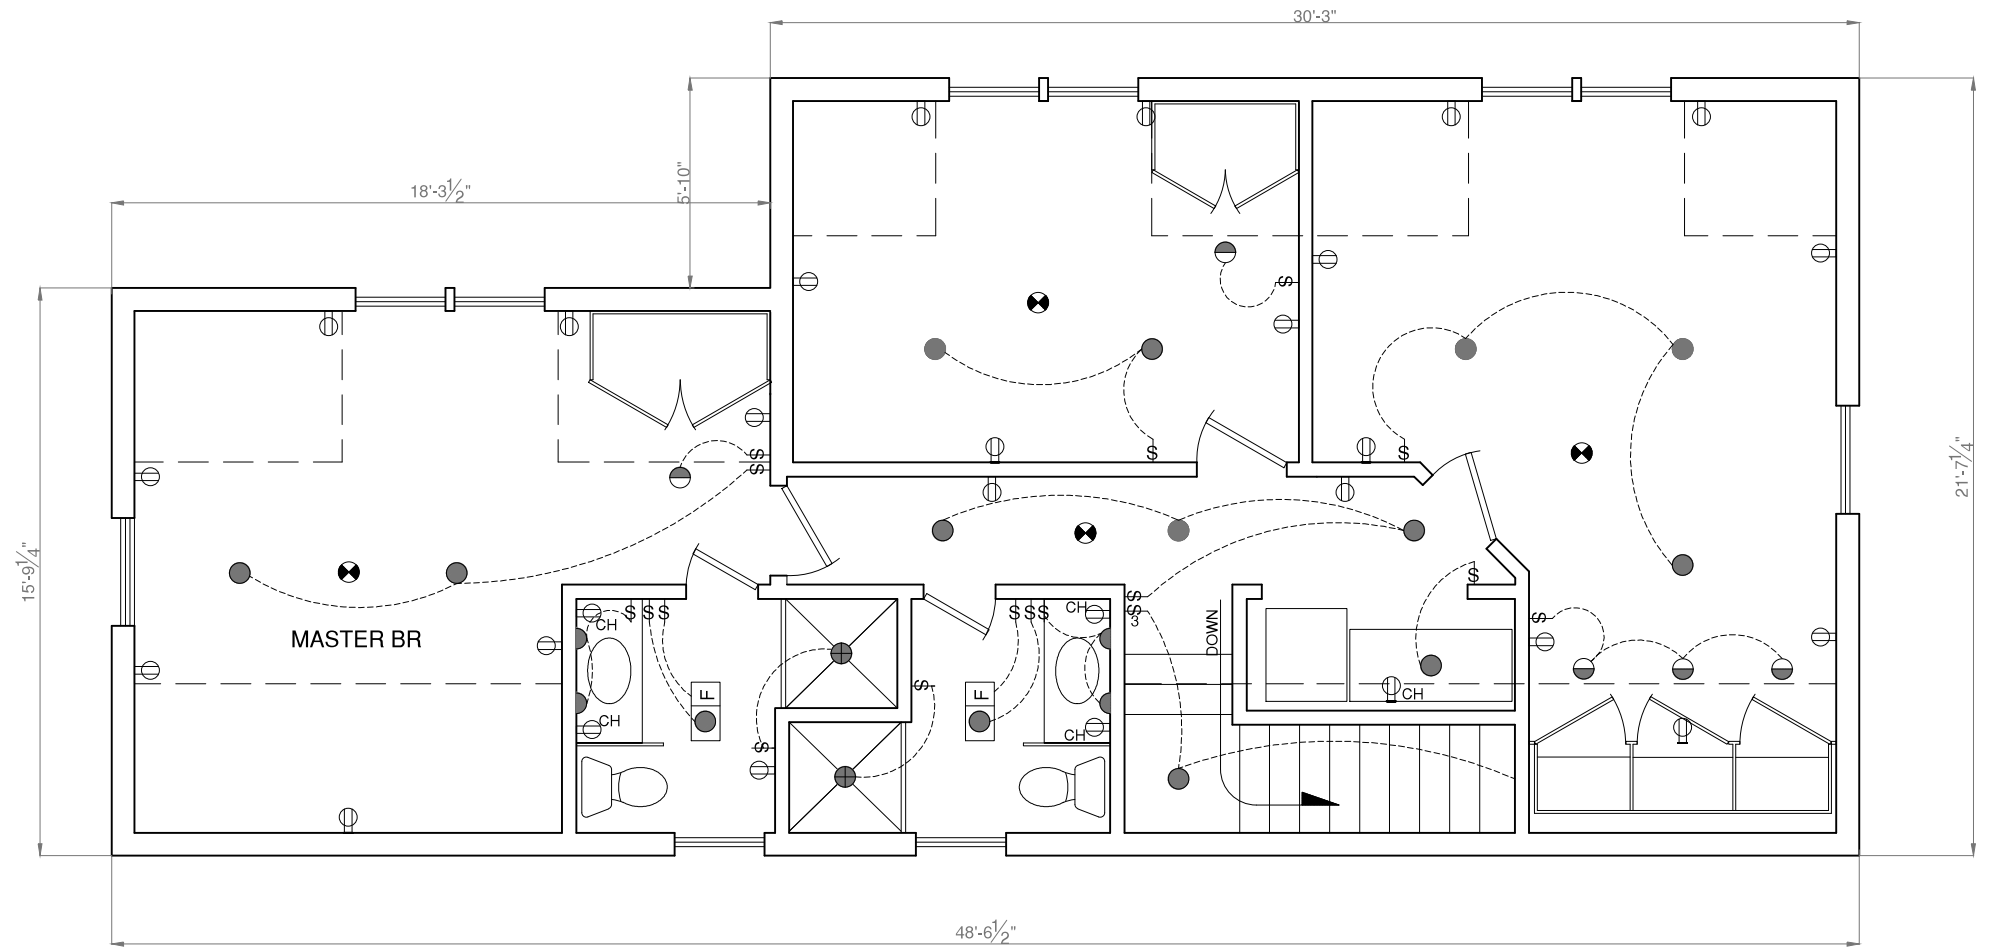 30'-3"
18'-3 1/2"
5'-10"
S
S
S
S
S
21'-7 1/4"
15'-9 1/4"
S
MASTER BR
S S S
CH
S S S
CH
S
S
3
DOWN
S
F
S
F
CH
CH
CH
S
48'-6 1/2"